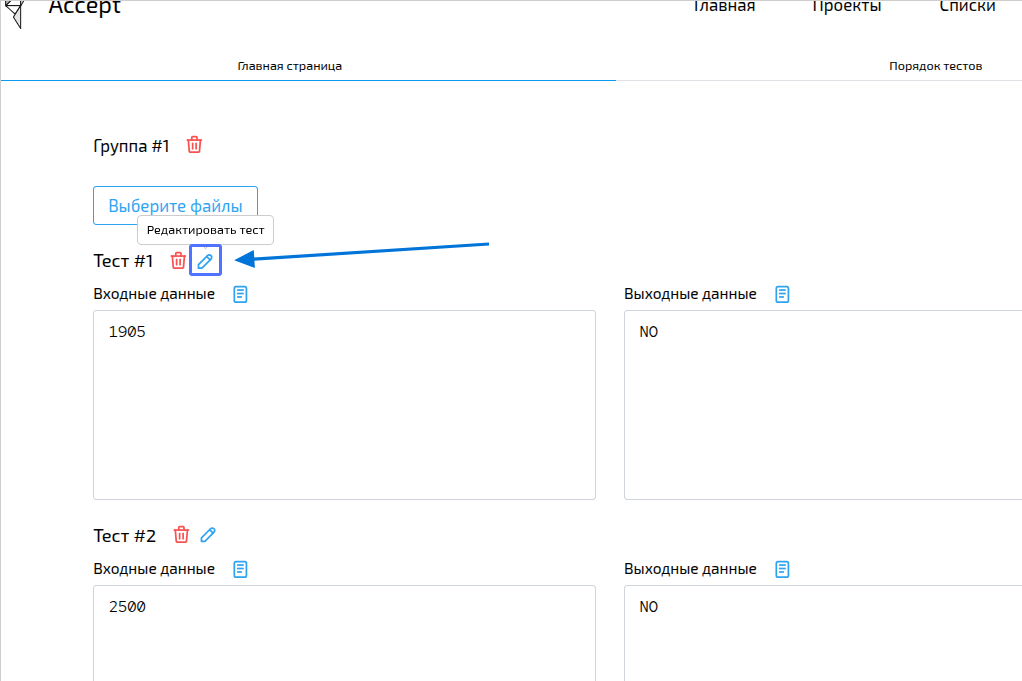 Accept
Главная
Проекты
Списки
Главная страница
Порядок тестов
Группа #1
Выберите файлы
Редактировать тест
Тест #1
Входные данные
Выходные данные
1905
NO
Тест #2
Входные данные
Выходные данные
2500
NO